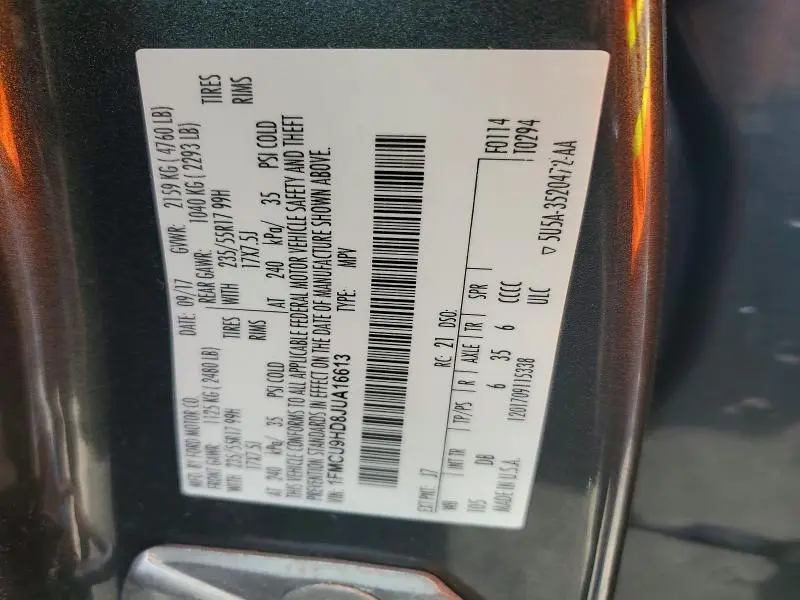 MFG. BY FORD MOTOR CO.
DATE: 09/17 GVWR: 2159 KG ( 4760 LB)
FRONT GAWR: 1125 KG ( 2480 LB) REAR GAWR: 1040 KG ( 2293 LB)
WITH 235/55R17 99H TIRES WITH 235/55R17 99H TIRES
17X7.5J RIMS 17X7.5J RIMS
AT 240 kPa/ 35 PSI COLD AT 240 kPa/ 35 PSI COLD
THIS VEHICLE CONFORMS TO ALL APPLICABLE FEDERAL MOTOR VEHICLE SAFETY AND THEFT
PREVENTION STANDARDS IN EFFECT ON THE DATE OF MANUFACTURE SHOWN ABOVE.
VIN: 1FMCU9HD8JUA16613 TYPE: MPV
F0114
T0294
EXT PNT: J7 RC: 21 DSO:
WB INT TR TP/PS R AXLE TR SPR
105 DB 6 35 6 CCCC
MADE IN U.S.A. 1201709115338 ULC
▽ 5U5A-3520472-AA